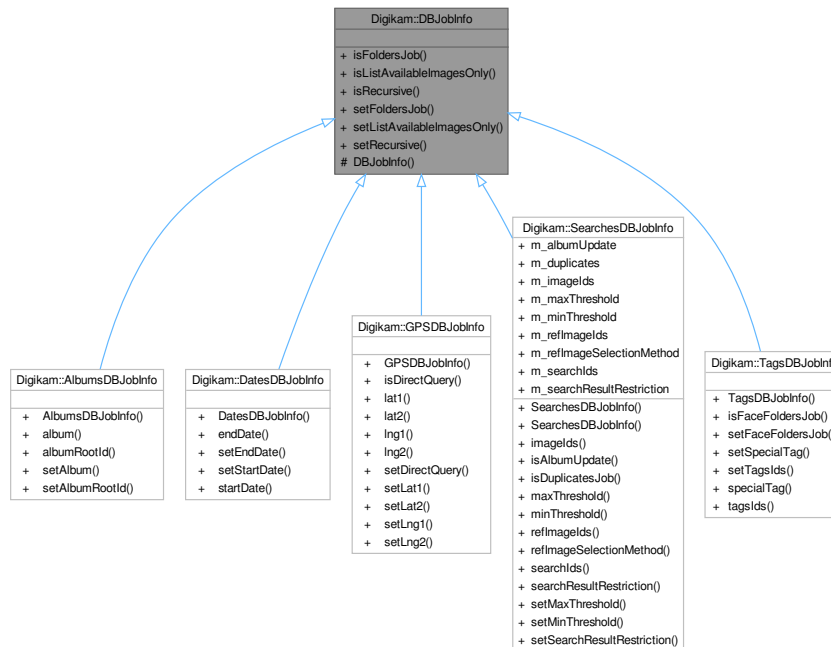 Digikam::DBJobInfo
+ isFoldersJob()
+ isListAvailableImagesOnly()
+ isRecursive()
+ setFoldersJob()
+ setListAvailableImagesOnly()
+ setRecursive()
# DBJobInfo()
Digikam::AlbumsDBJobInfo
+ AlbumsDBJobInfo()
+ album()
+ albumRootId()
+ setAlbum()
+ setAlbumRootId()
Digikam::DatesDBJobInfo
+ DatesDBJobInfo()
+ endDate()
+ setEndDate()
+ setStartDate()
+ startDate()
Digikam::GPSDBJobInfo
+ GPSDBJobInfo()
+ isDirectQuery()
+ lat1()
+ lat2()
+ lng1()
+ lng2()
+ setDirectQuery()
+ setLat1()
+ setLat2()
+ setLng1()
+ setLng2()
Digikam::SearchesDBJobInfo
+ m_albumUpdate
+ m_duplicates
+ m_imageIds
+ m_maxThreshold
+ m_minThreshold
+ m_refImageIds
+ m_refImageSelectionMethod
+ m_searchIds
+ m_searchResultRestriction
+ SearchesDBJobInfo()
+ SearchesDBJobInfo()
+ imageIds()
+ isAlbumUpdate()
+ isDuplicatesJob()
+ maxThreshold()
+ minThreshold()
+ refImageIds()
+ refImageSelectionMethod()
+ searchIds()
+ searchResultRestriction()
+ setMaxThreshold()
+ setMinThreshold()
+ setSearchResultRestriction()
Digikam::TagsDBJobInf
+ TagsDBJobInfo()
+ isFaceFoldersJob()
+ setFaceFoldersJob()
+ setSpecialTag()
+ setTagsIds()
+ specialTag()
+ tagsIds()